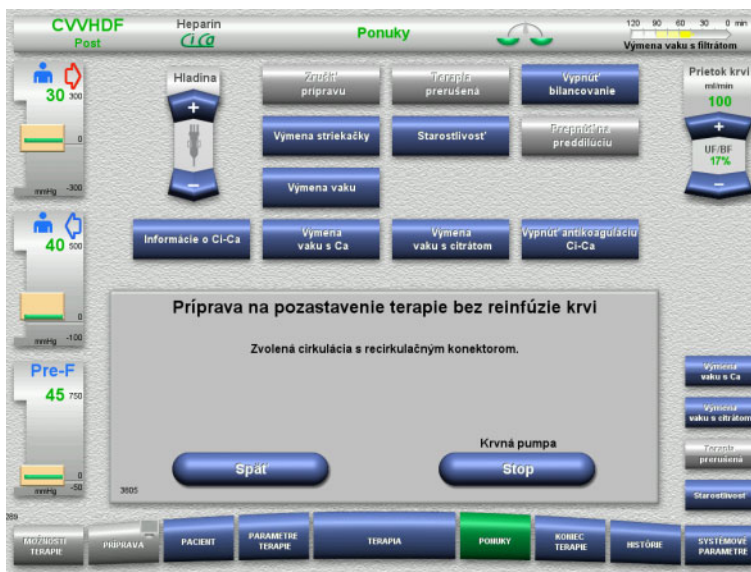 CVVHDF
Post
Heparin
Ci Ca
Ponuky
120 90 60 30 0 min
Výmena vaku s filtrátom
30 300
0
mmHg -300
40 500
0
mmHg -100
Pre-F
45 750
0
mmHg -50
Hladina
+
−
Zrušiť
prípravu
Terapia
prerušená
Vypnúť
bilancovanie
Výmena striekačky
Starostlivosť
Prepnúť na
preddilúciu
Výmena vaku
Informácie o Ci-Ca
Výmena
vaku s Ca
Výmena
vaku s citrátom
Vypnúť antikoaguláciu
Ci-Ca
Prietok krvi
ml/min
100
+
UF/BF
17%
−
Príprava na pozastavenie terapie bez reinfúzie krvi
Zvolená cirkulácia s recirkulačným konektorom.
Krvná pumpa
Späť
Stop
3605
Výmena
vaku s Ca
Výmena
vaku s citrátom
Terapia
prerušená
Starostlivosť
269
MOŽNOSTI
TERAPIE
PRÍPRAVA
PACIENT
PARAMETRE
TERAPIE
TERAPIA
PONUKY
KONIEC
TERAPIE
HISTÓRIE
SYSTÉMOVÉ
PARAMETRE